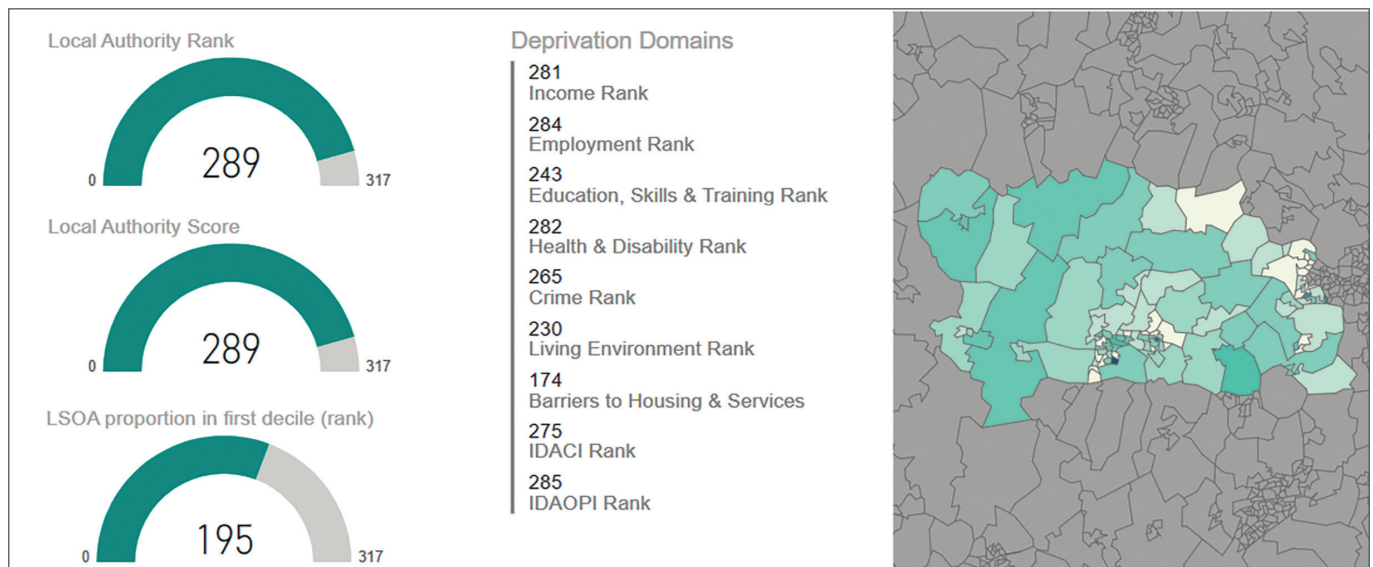 Local Authority Rank
289
0
317
Local Authority Score
289
0
317
LSOA proportion in first decile (rank)
195
0
317
Deprivation Domains
281
Income Rank
284
Employment Rank
243
Education, Skills & Training Rank
282
Health & Disability Rank
265
Crime Rank
230
Living Environment Rank
174
Barriers to Housing & Services
275
IDACI Rank
285
IDAOPI Rank